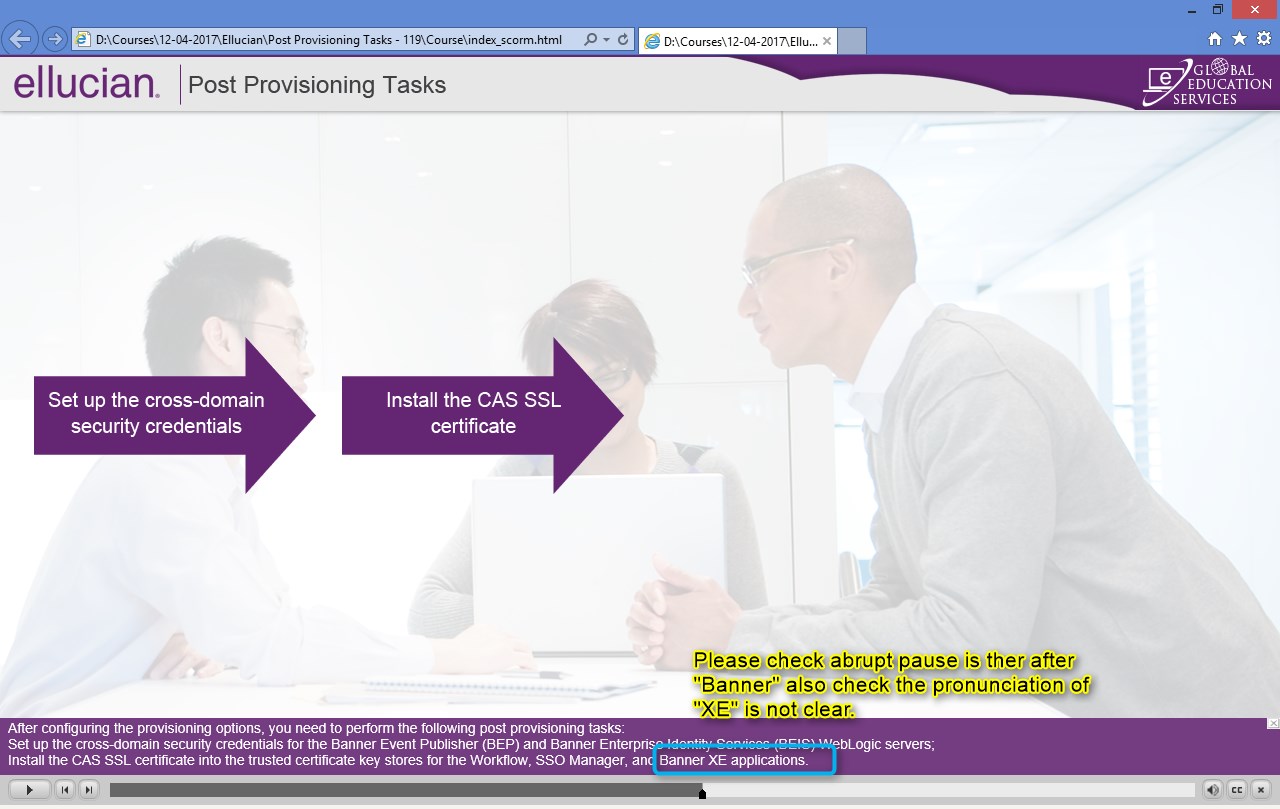 D:\Courses\12-04-2017\Ellucian\Post Provisioning Tasks - 119\Course\index_scorm.html
D:\Courses\12-04-2017\Ellu...
ellucian.
Post Provisioning Tasks
e
GLOBAL
EDUCATION
SERVICES
Set up the cross-domain
security credentials
Install the CAS SSL
certificate
Please check abrupt pause is ther after
"Banner" also check the pronunciation of
"XE" is not clear.
After configuring the provisioning options, you need to perform the following post provisioning tasks:
Set up the cross-domain security credentials for the Banner Event Publisher (BEP) and Banner Enterprise Identity Services (BEIS) WebLogic servers;
Install the CAS SSL certificate into the trusted certificate key stores for the Workflow, SSO Manager, and Banner XE applications.
CC